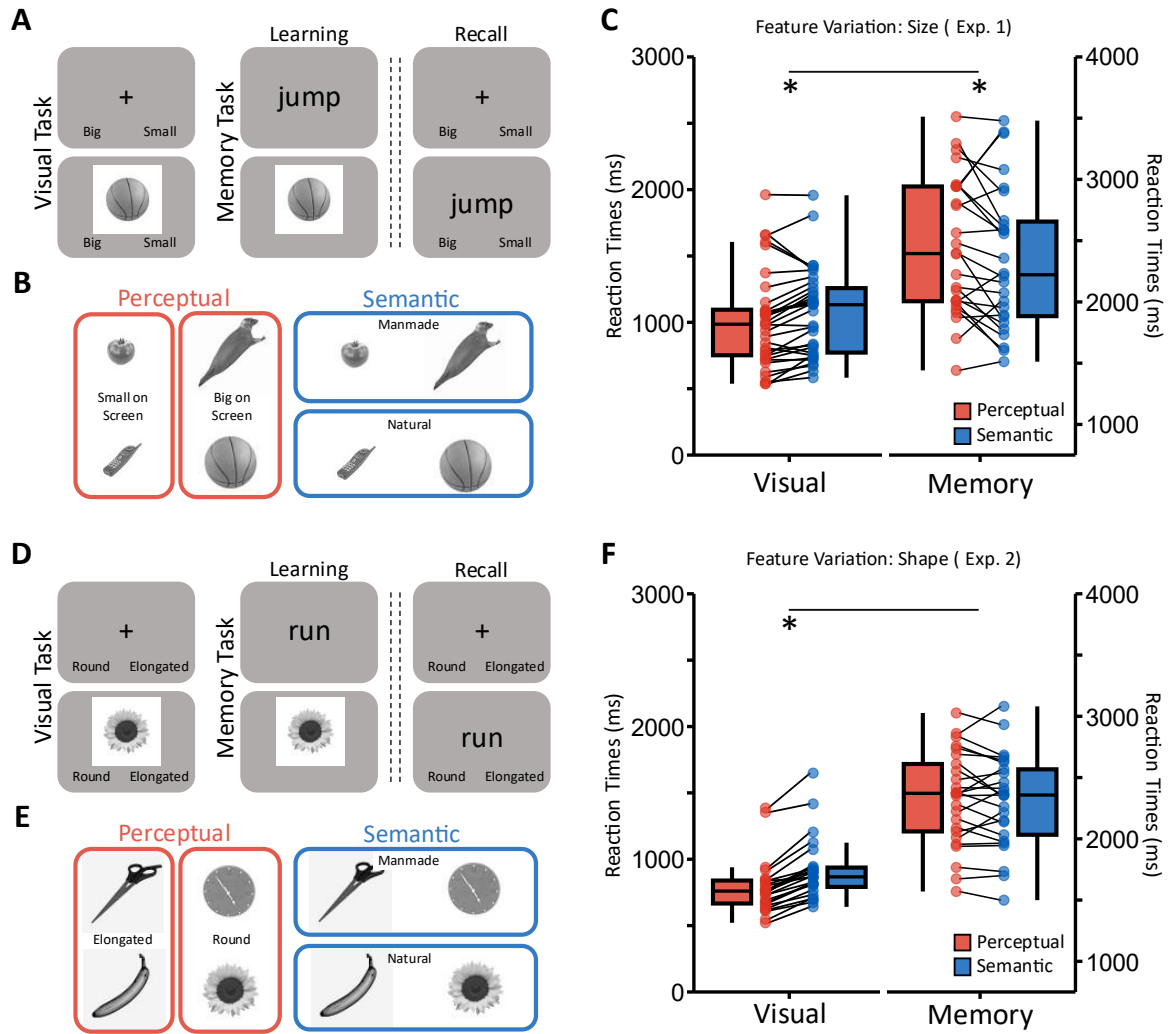 A
Learning
Recall
Visual Task
+
Big Small
Big Small
Memory Task
jump
+
Big Small
jump
Big Small
B
Perceptual
Semantic
Small on
Screen
Big on
Screen
Manmade
Natural
C
Feature Variation: Size ( Exp. 1)
3000
2000
1000
0
Reaction Times (ms)
* *
4000
3000
2000
1000
Reaction Times (ms)
Perceptual
Semantic
Visual
Memory
D
Learning
Recall
Visual Task
+
Round Elongated
Round Elongated
Memory Task
run
+
Round Elongated
run
Round Elongated
E
Perceptual
Semantic
Elongated
Round
Manmade
Natural
F
Feature Variation: Shape ( Exp. 2)
3000
2000
1000
0
Reaction Times (ms)
*
4000
3000
2000
1000
Reaction Times (ms)
Perceptual
Semantic
Visual
Memory